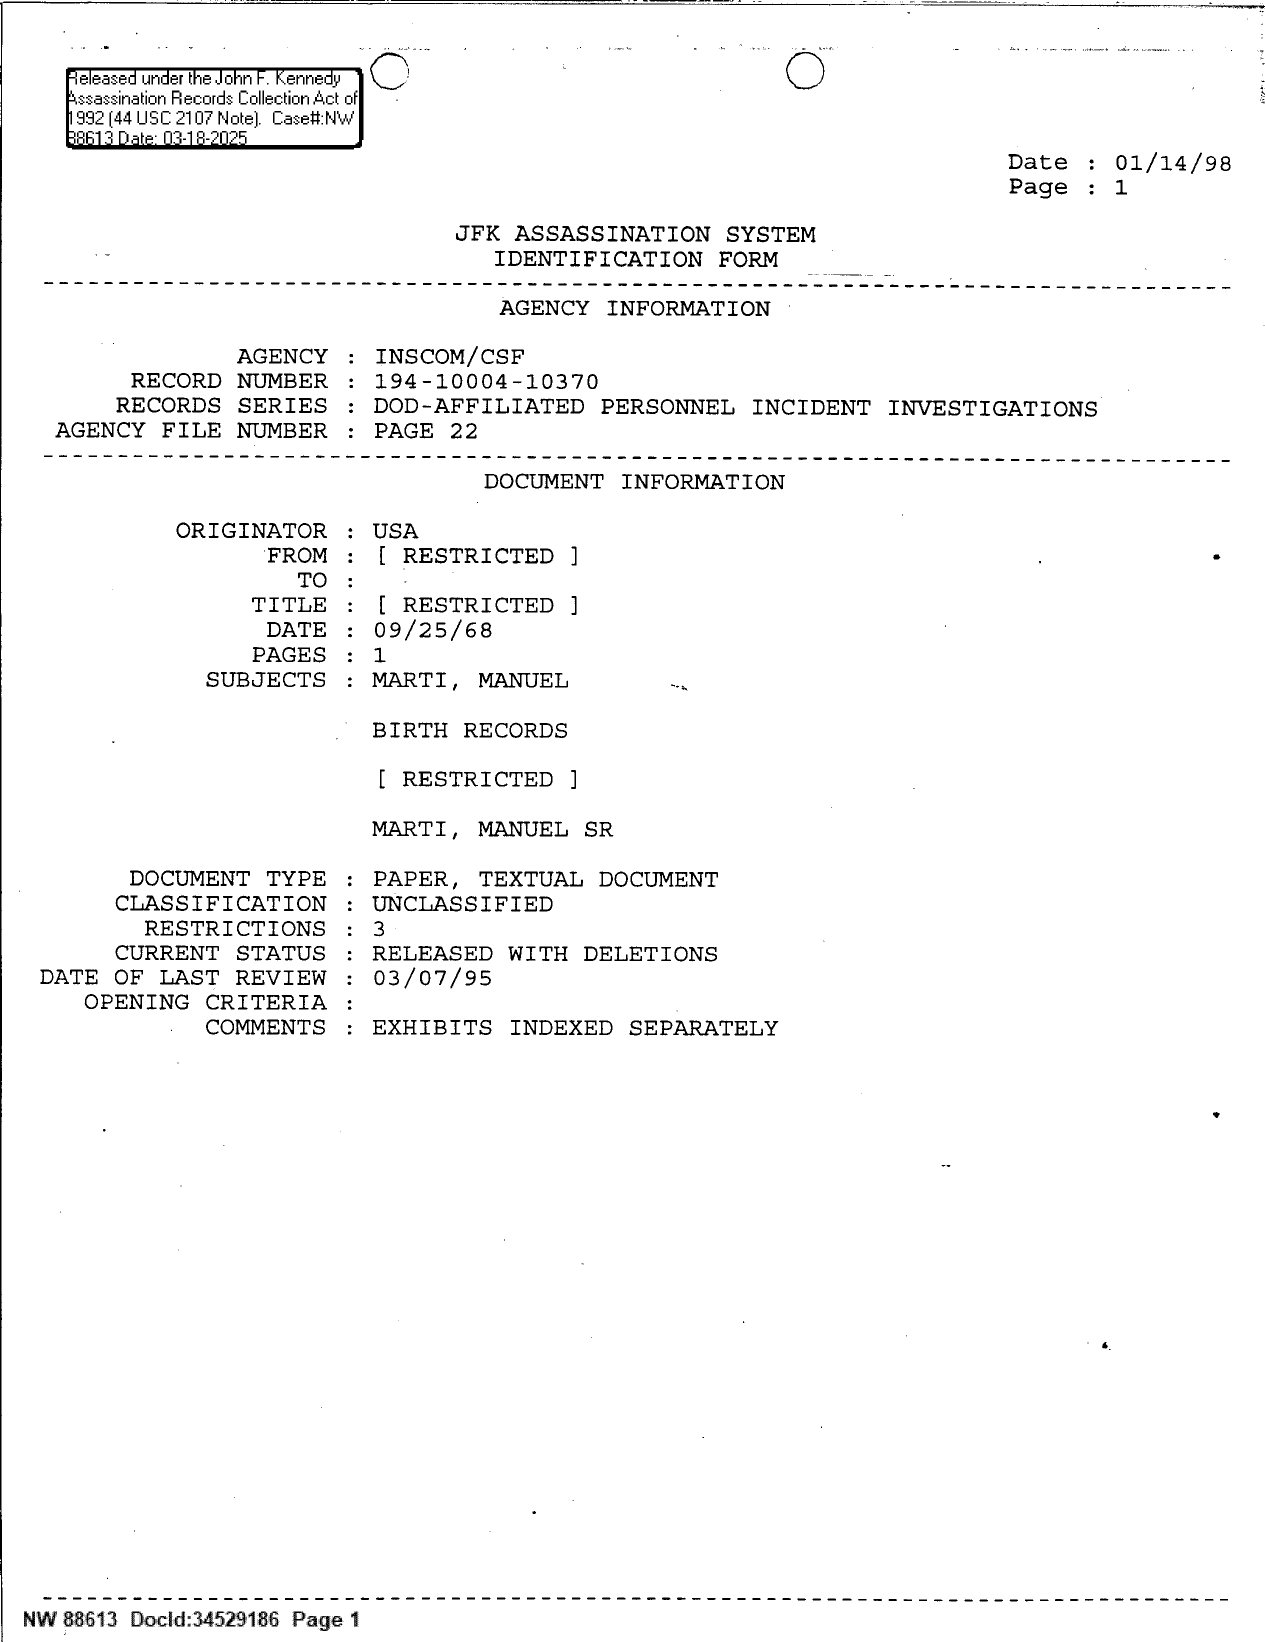 Released under the John F. Kennedy
Assassination Records Collection Act of
1992 (44 USC 2107 Note). Case#:NW
88613 Date: 03-18-2025
Date : 01/14/98
Page : 1
JFK ASSASSINATION SYSTEM
IDENTIFICATION FORM
AGENCY INFORMATION
AGENCY : INSCOM/CSF
RECORD NUMBER : 194-10004-10370
RECORDS SERIES : DOD-AFFILIATED PERSONNEL INCIDENT INVESTIGATIONS
AGENCY FILE NUMBER : PAGE 22
DOCUMENT INFORMATION
ORIGINATOR : USA
FROM : [ RESTRICTED ]
TO :
TITLE : [ RESTRICTED ]
DATE : 09/25/68
PAGES : 1
SUBJECTS : MARTI, MANUEL
BIRTH RECORDS
[ RESTRICTED ]
MARTI, MANUEL SR
DOCUMENT TYPE : PAPER, TEXTUAL DOCUMENT
CLASSIFICATION : UNCLASSIFIED
RESTRICTIONS : 3
CURRENT STATUS : RELEASED WITH DELETIONS
DATE OF LAST REVIEW : 03/07/95
OPENING CRITERIA :
COMMENTS : EXHIBITS INDEXED SEPARATELY
NW 88613 DocId:34529186 Page 1